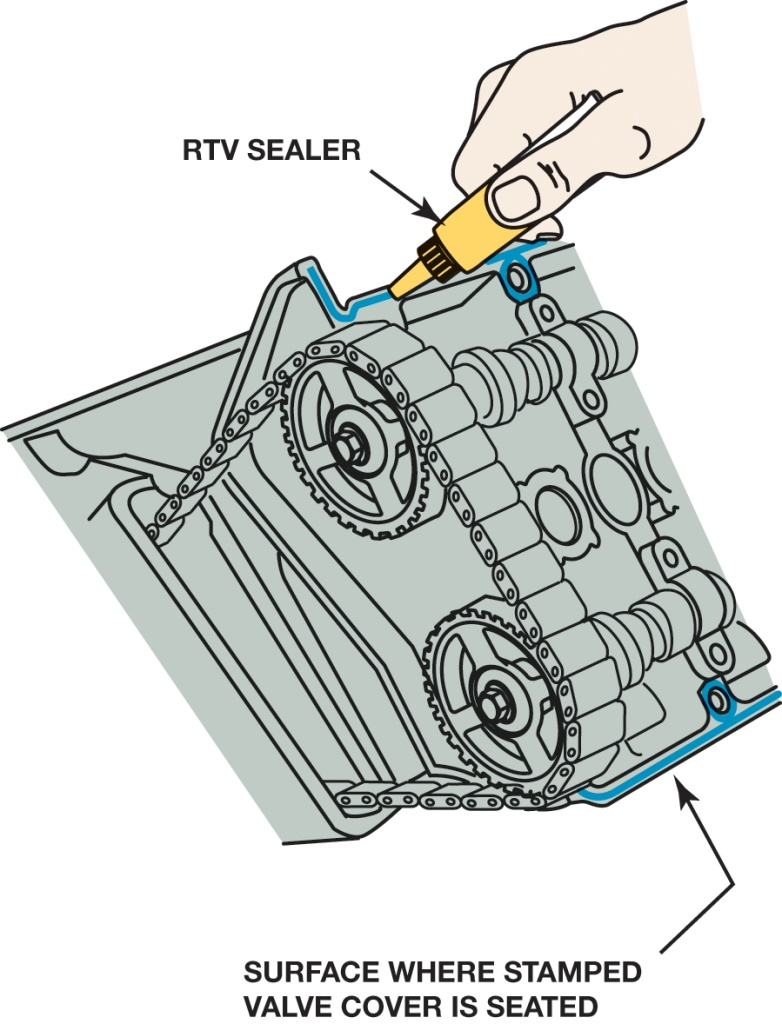 RTV SEALER
SURFACE WHERE STAMPED
VALVE COVER IS SEATED